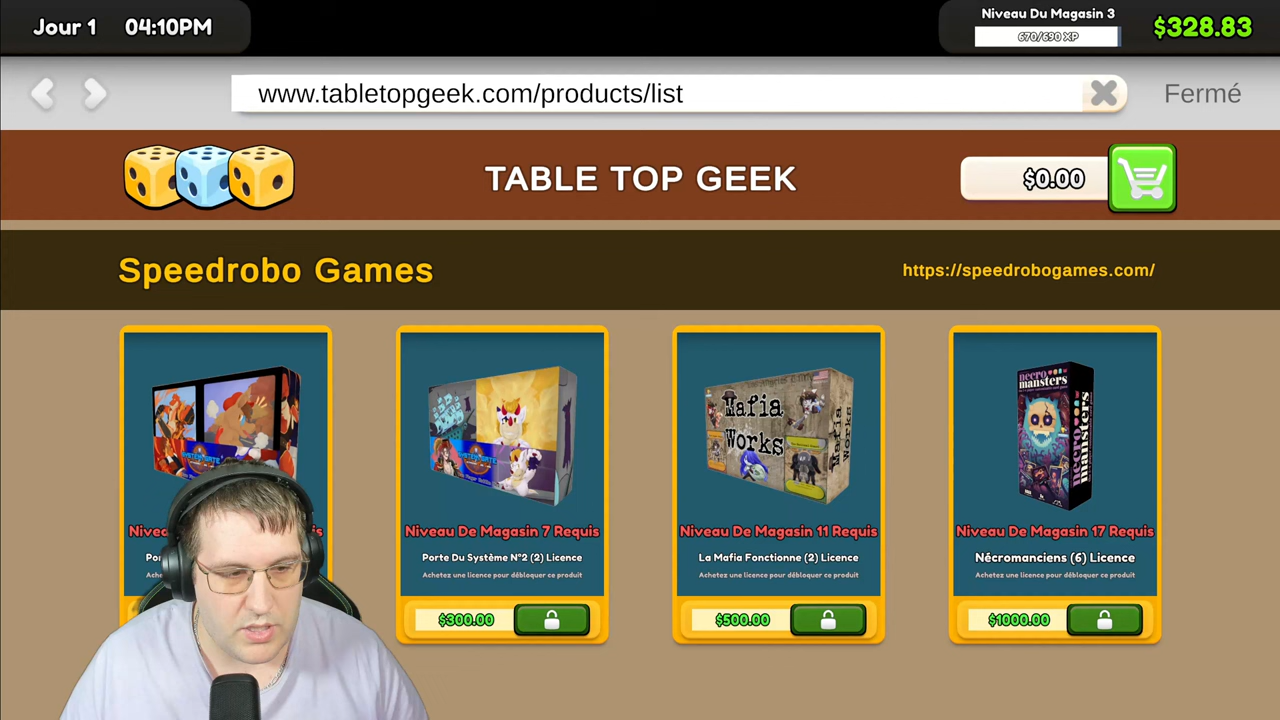 Jour 1 04:10PM
Niveau Du Magasin 3
670/690 XP
$328.83
www.tabletopgeek.com/products/list
Fermé
TABLE TOP GEEK
$0.00
Speedrobo Games
https://speedrobogames.com/
Mafia Works
Mafia Works
necro mansters
necromansters
Niveau De Magasin 7 Requis
Niveau De Magasin 11 Requis
Niveau De Magasin 17 Requis
Porte Du Système N°2 (2) Licence
La Mafia Fonctionne (2) Licence
Nécromanciens (6) Licence
Achetez une licence pour débloquer ce produit
Achetez une licence pour débloquer ce produit
Achetez une licence pour débloquer ce produit
$300.00
$500.00
$1000.00